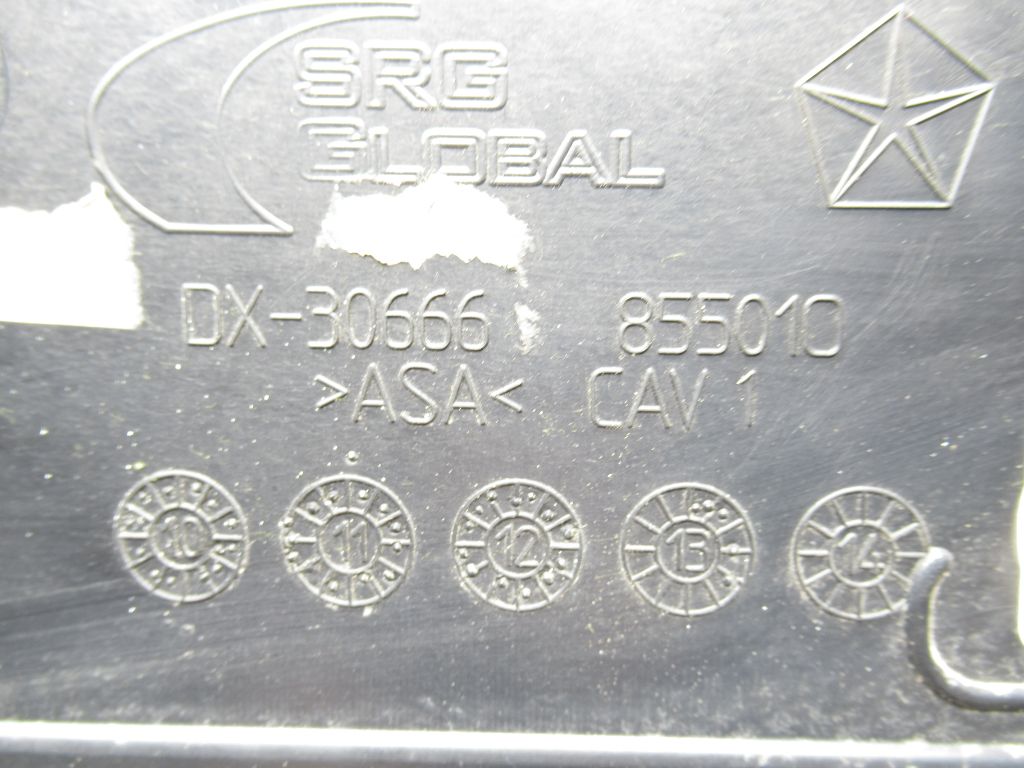 SRG
GLOBAL
DX-30666 855010
>ASA< CAV 1
10 11 12 13 14